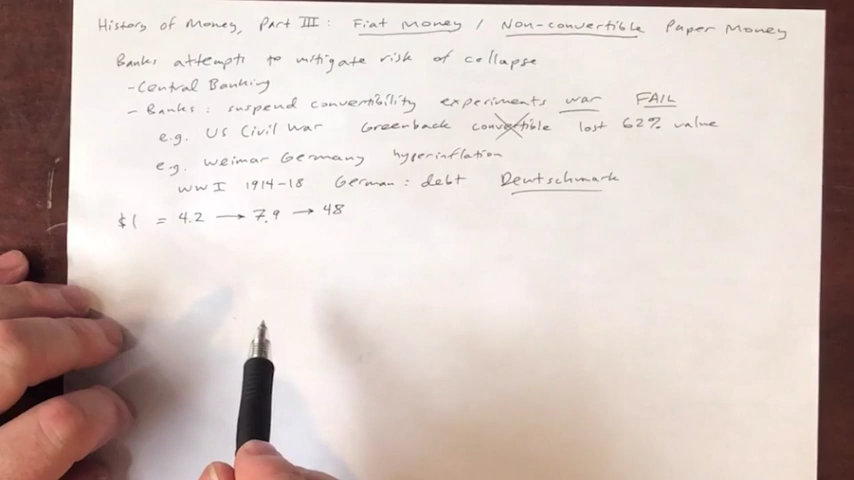 History of Money, Part III: Fiat Money / Non-convertible Paper Money
Banks attempts to mitigate risk of collapse
- Central Banking
- Banks: suspend convertibility experiments war FAIL
e.g. US Civil War Greenback convertible lost 62% value
e.g. Weimar Germany hyperinflation
WW I 1914-18 German: debt Deutschmark
$1 = 4.2 → 7.9 → 48